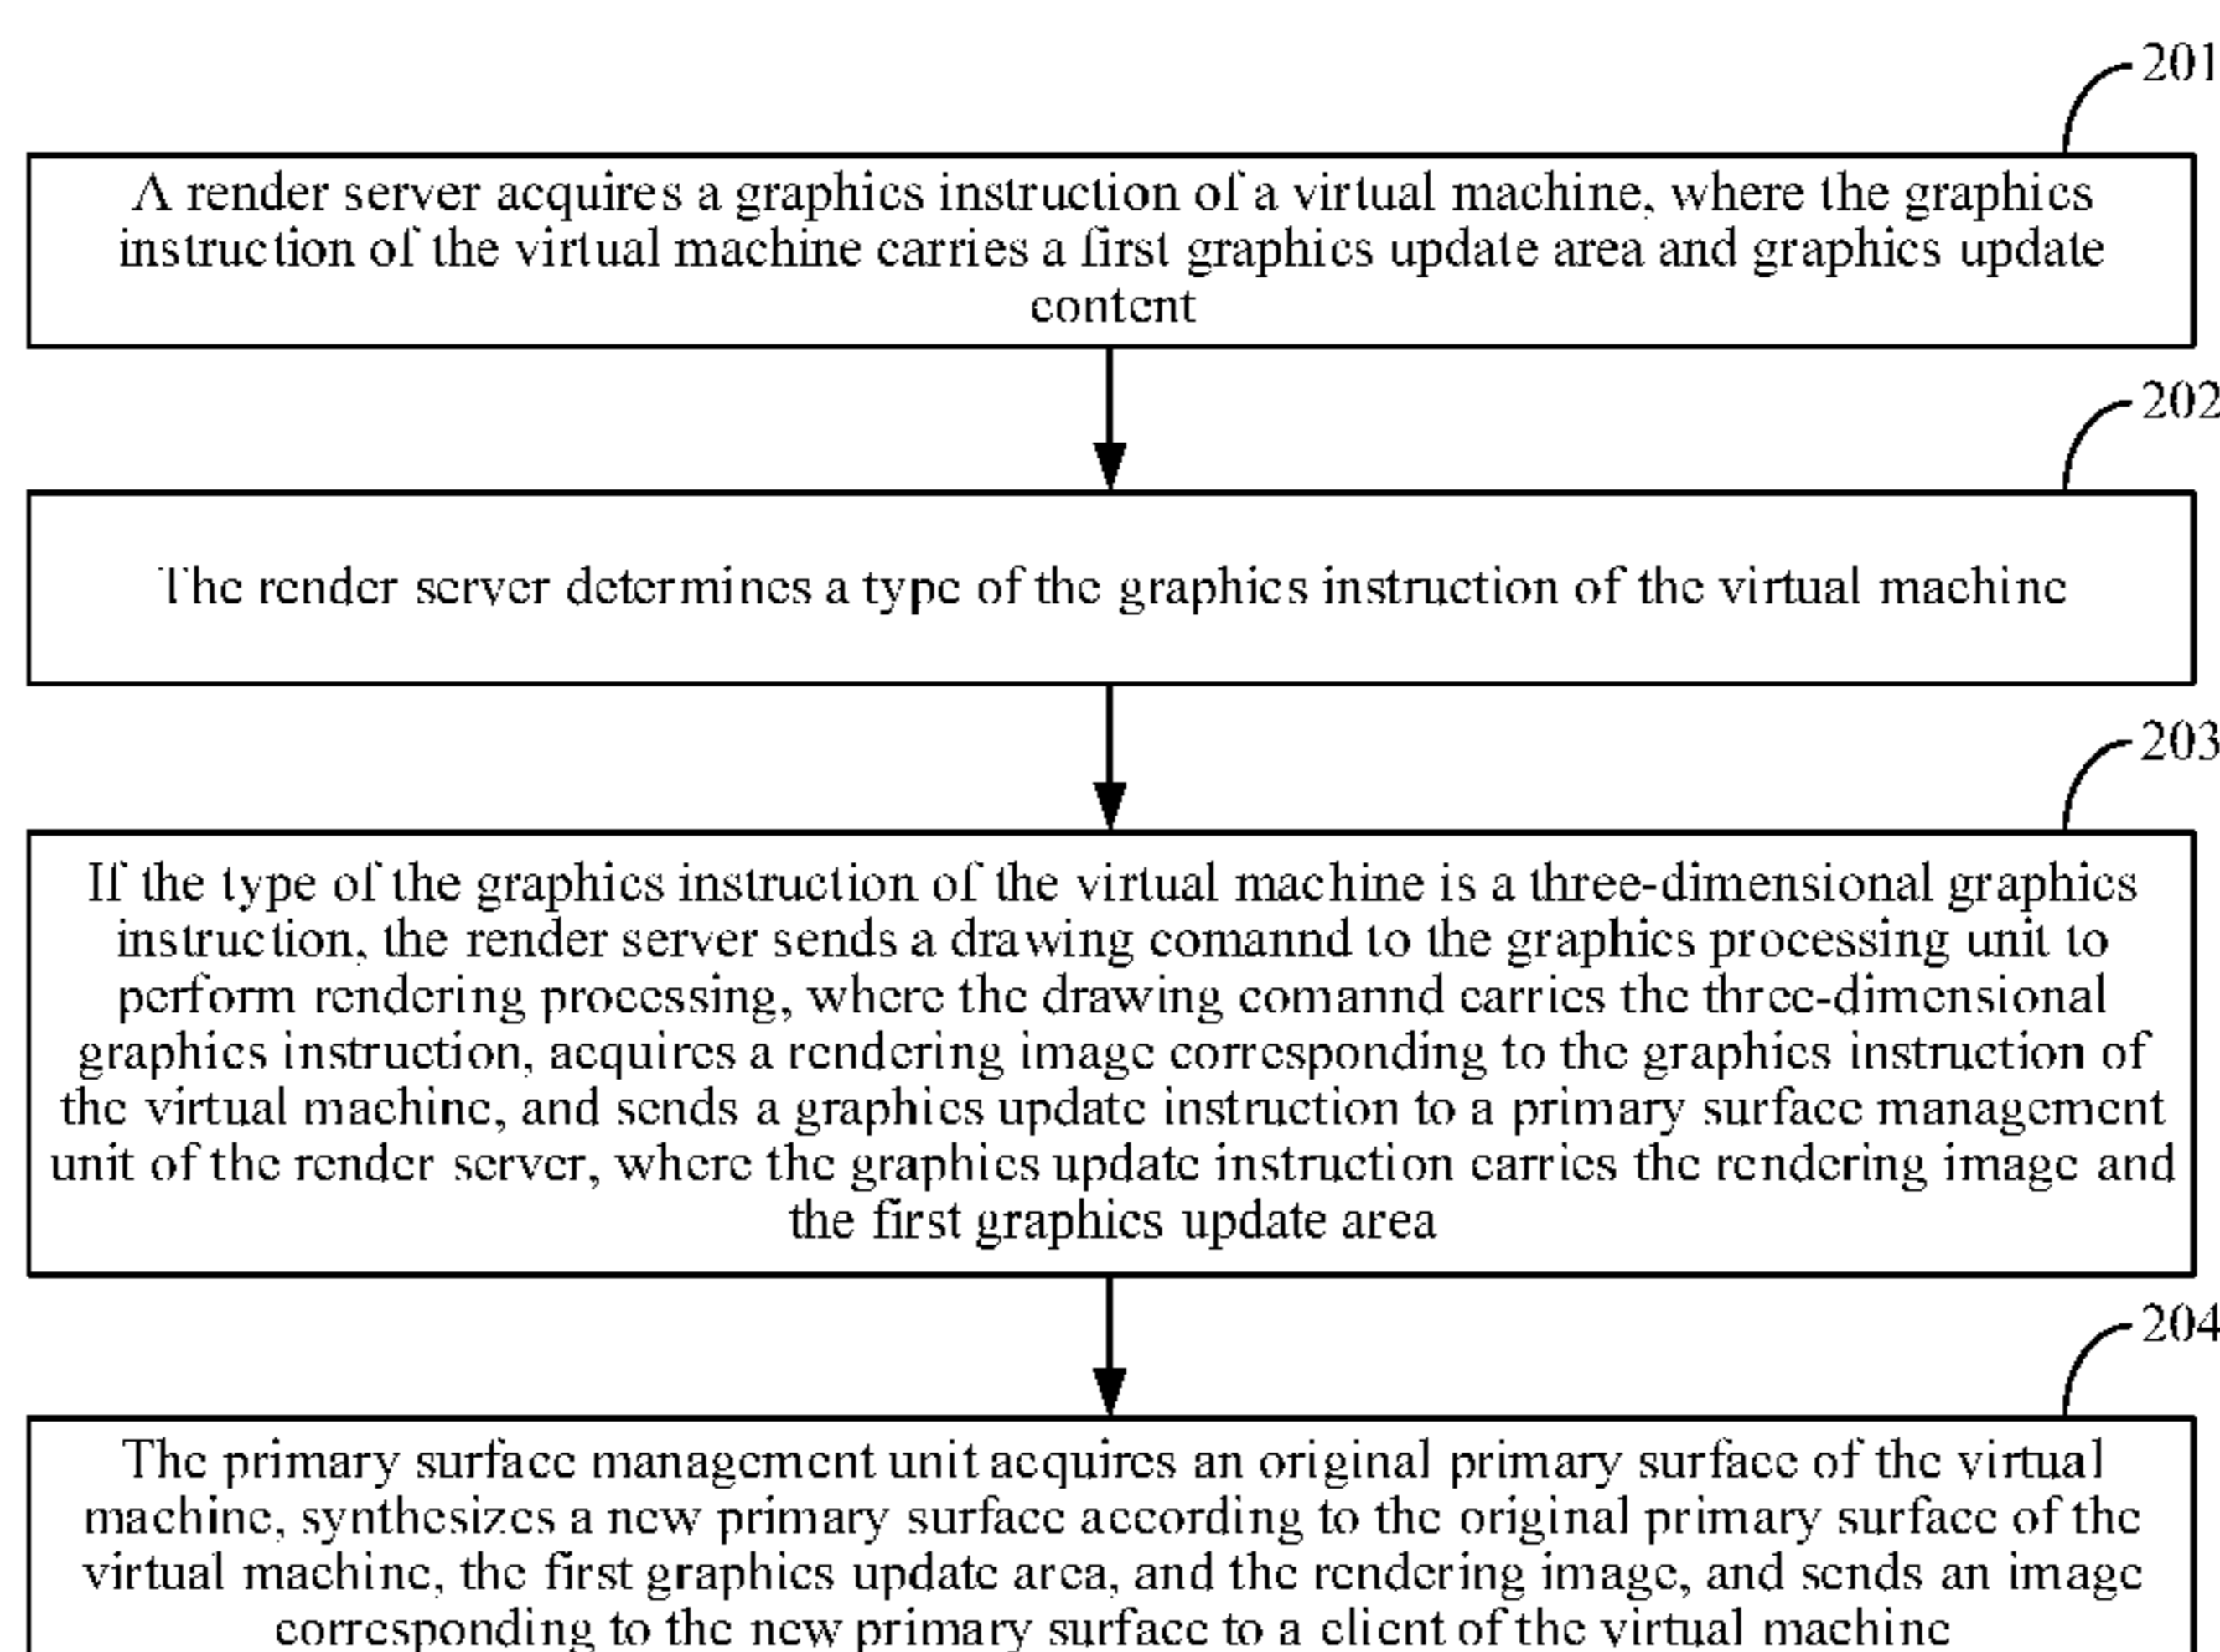 201
A render server acquires a graphics instruction of a virtual machine, where the graphics
instruction of the virtual machine carries a first graphics update area and graphics update
content
202
The render server determines a type of the graphics instruction of the virtual machine
203
If the type of the graphics instruction of the virtual machine is a three-dimensional graphics
instruction, the render server sends a drawing comannd to the graphics processing unit to
perform rendering processing, where the drawing comannd carries the three-dimensional
graphics instruction, acquires a rendering image corresponding to the graphics instruction of
the virtual machine, and sends a graphics update instruction to a primary surface management
unit of the render server, where the graphics update instruction carries the rendering image and
the first graphics update area
204
The primary surface management unit acquires an original primary surface of the virtual
machine, synthesizes a new primary surface according to the original primary surface of the
virtual machine, the first graphics update area, and the rendering image, and sends an image
corresponding to the new primary surface to a client of the virtual machine